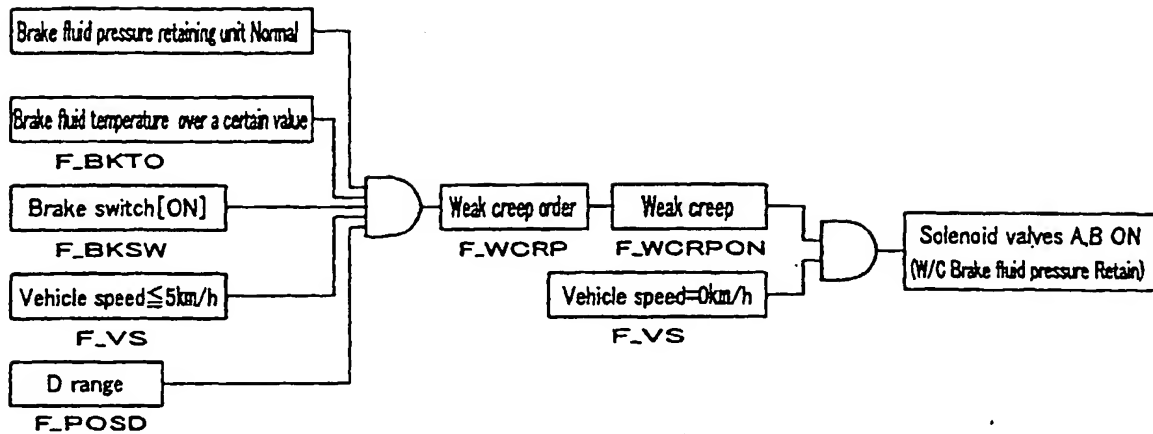 Brake fluid pressure retaining unit Normal
Brake fluid temperature over a certain value
F_BKTO
Brake switch[ON]
F_BKSW
Vehicle speed≦5km/h
F_VS
D range
F_POSD
Weak creep order
F_WCRP
Weak creep
F_WCRPON
Vehicle speed=0km/h
F_VS
Solenoid valves A,B ON
(W/C Brake fluid pressure Retain)